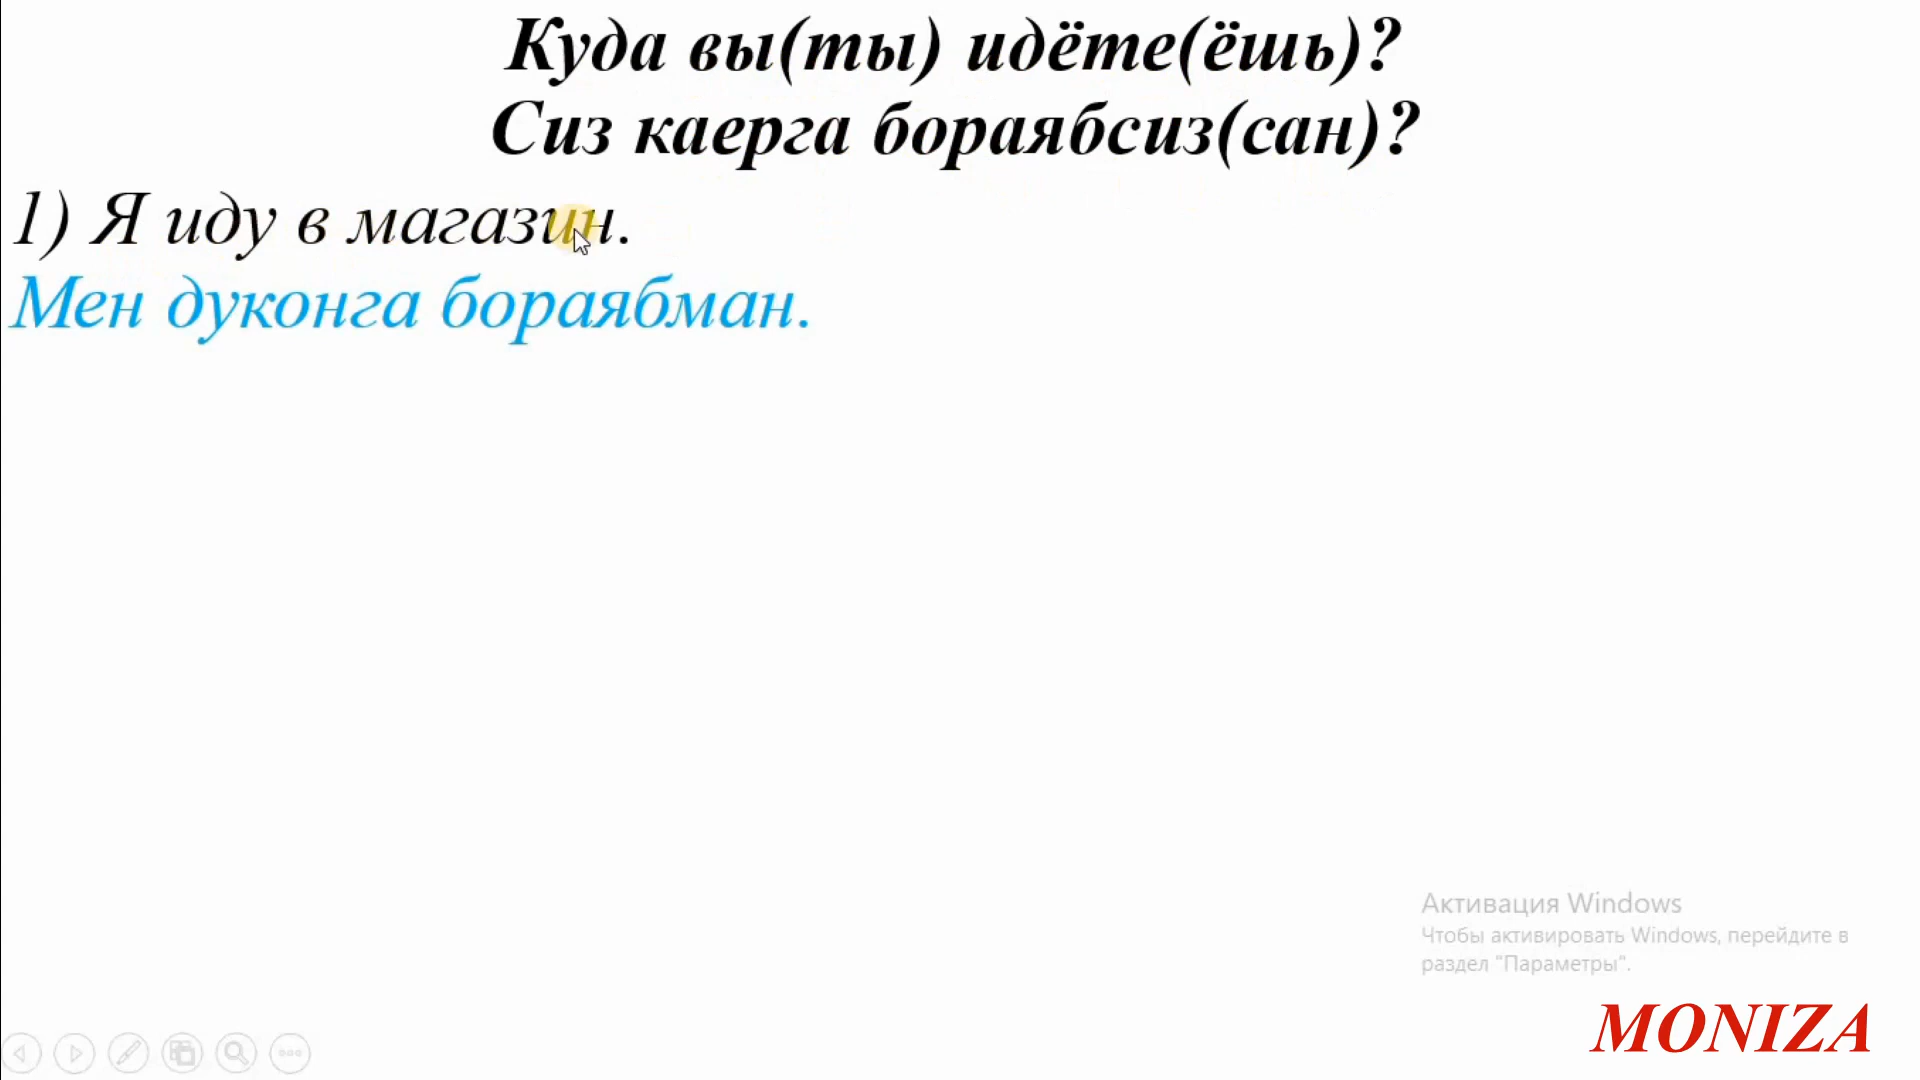 Куда вы(ты) идёте(ёшь)?
Сиз каерга бораябсиз(сан)?
1) Я иду в магазин.
Мен дуконга бораябман.
Активация Windows
Чтобы активировать Windows, перейдите в
раздел "Параметры".
MONIZA